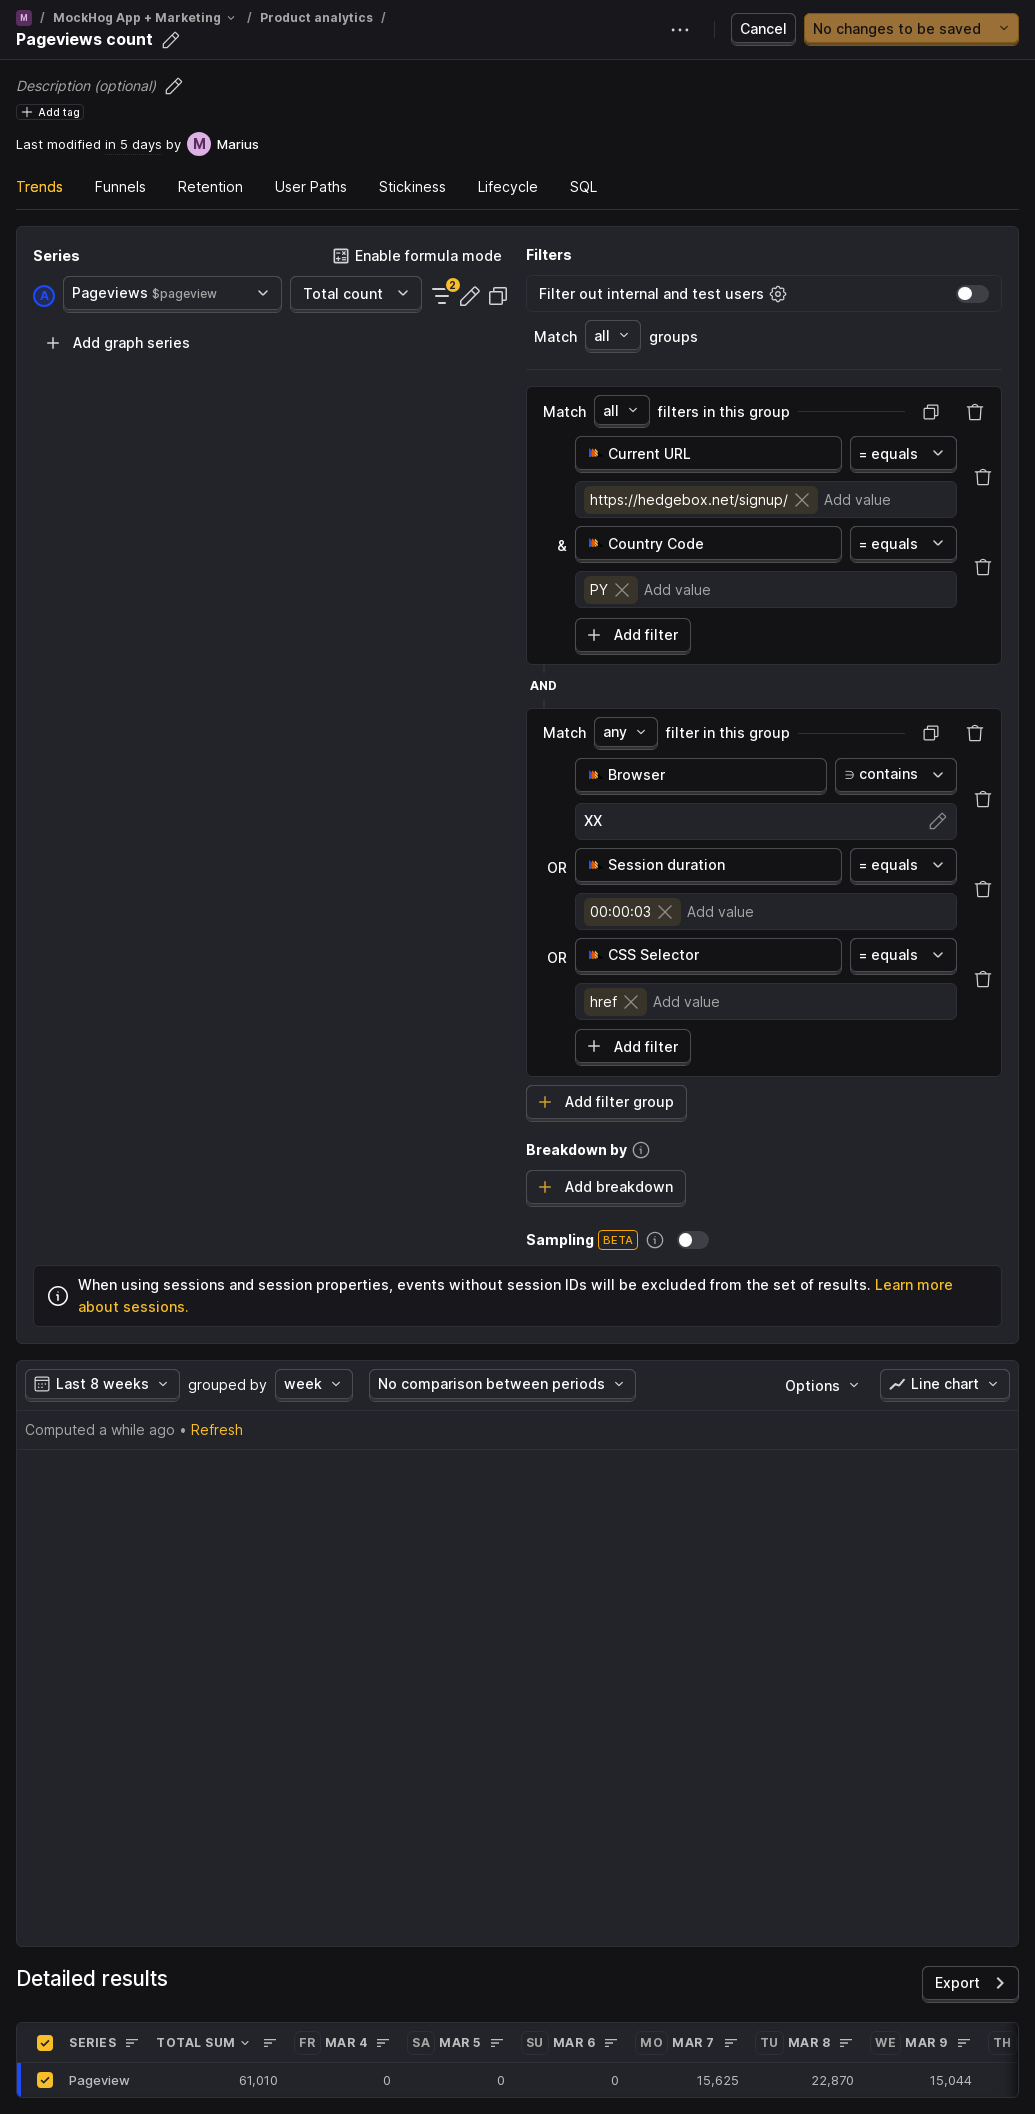 M / MockHog App + Marketing / Product analytics /
Pageviews count
Cancel
No changes to be saved
Description (optional)
Add tag
Last modified in 5 days by M Marius
Trends Funnels Retention User Paths Stickiness Lifecycle SQL
Series
Enable formula mode
A Pageviews $pageview Total count 2
Add graph series
Filters
Filter out internal and test users
Match all groups
Match all filters in this group
Current URL = equals
https://hedgebox.net/signup/ Add value
& Country Code = equals
PY Add value
Add filter
AND
Match any filter in this group
Browser ∋ contains
XX
OR Session duration = equals
00:00:03 Add value
OR CSS Selector = equals
href Add value
Add filter
Add filter group
Breakdown by
Add breakdown
Sampling BETA
When using sessions and session properties, events without session IDs will be excluded from the set of results. Learn more
about sessions.
Last 8 weeks grouped by week No comparison between periods Options Line chart
Computed a while ago • Refresh
Detailed results
Export
SERIES TOTAL SUM FR MAR 4 SA MAR 5 SU MAR 6 MO MAR 7 TU MAR 8 WE MAR 9 TH
Pageview 61,010 0 0 0 15,625 22,870 15,044